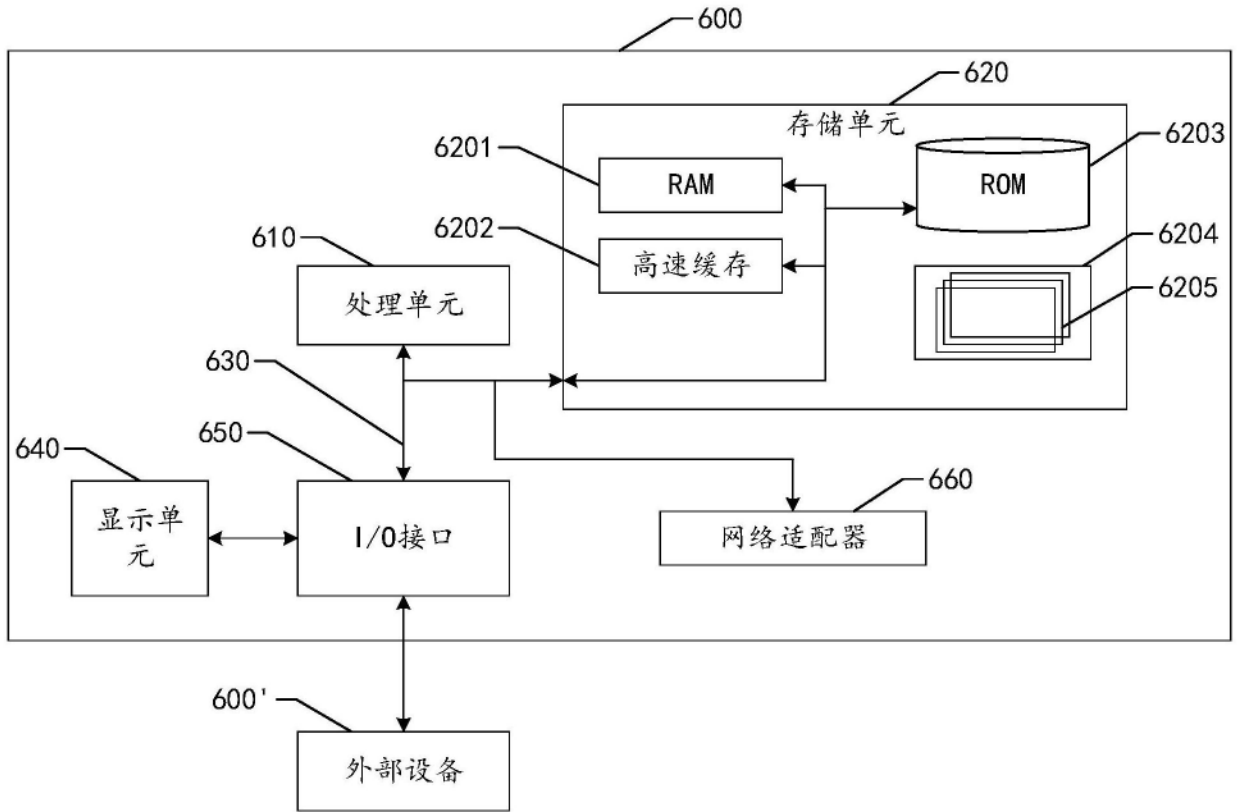 600
620
存储单元
6201
RAM
6203
ROM
6202
高速缓存
6204
6205
610
处理单元
630
650
640
显示单
元
I/O接口
660
网络适配器
600'
外部设备